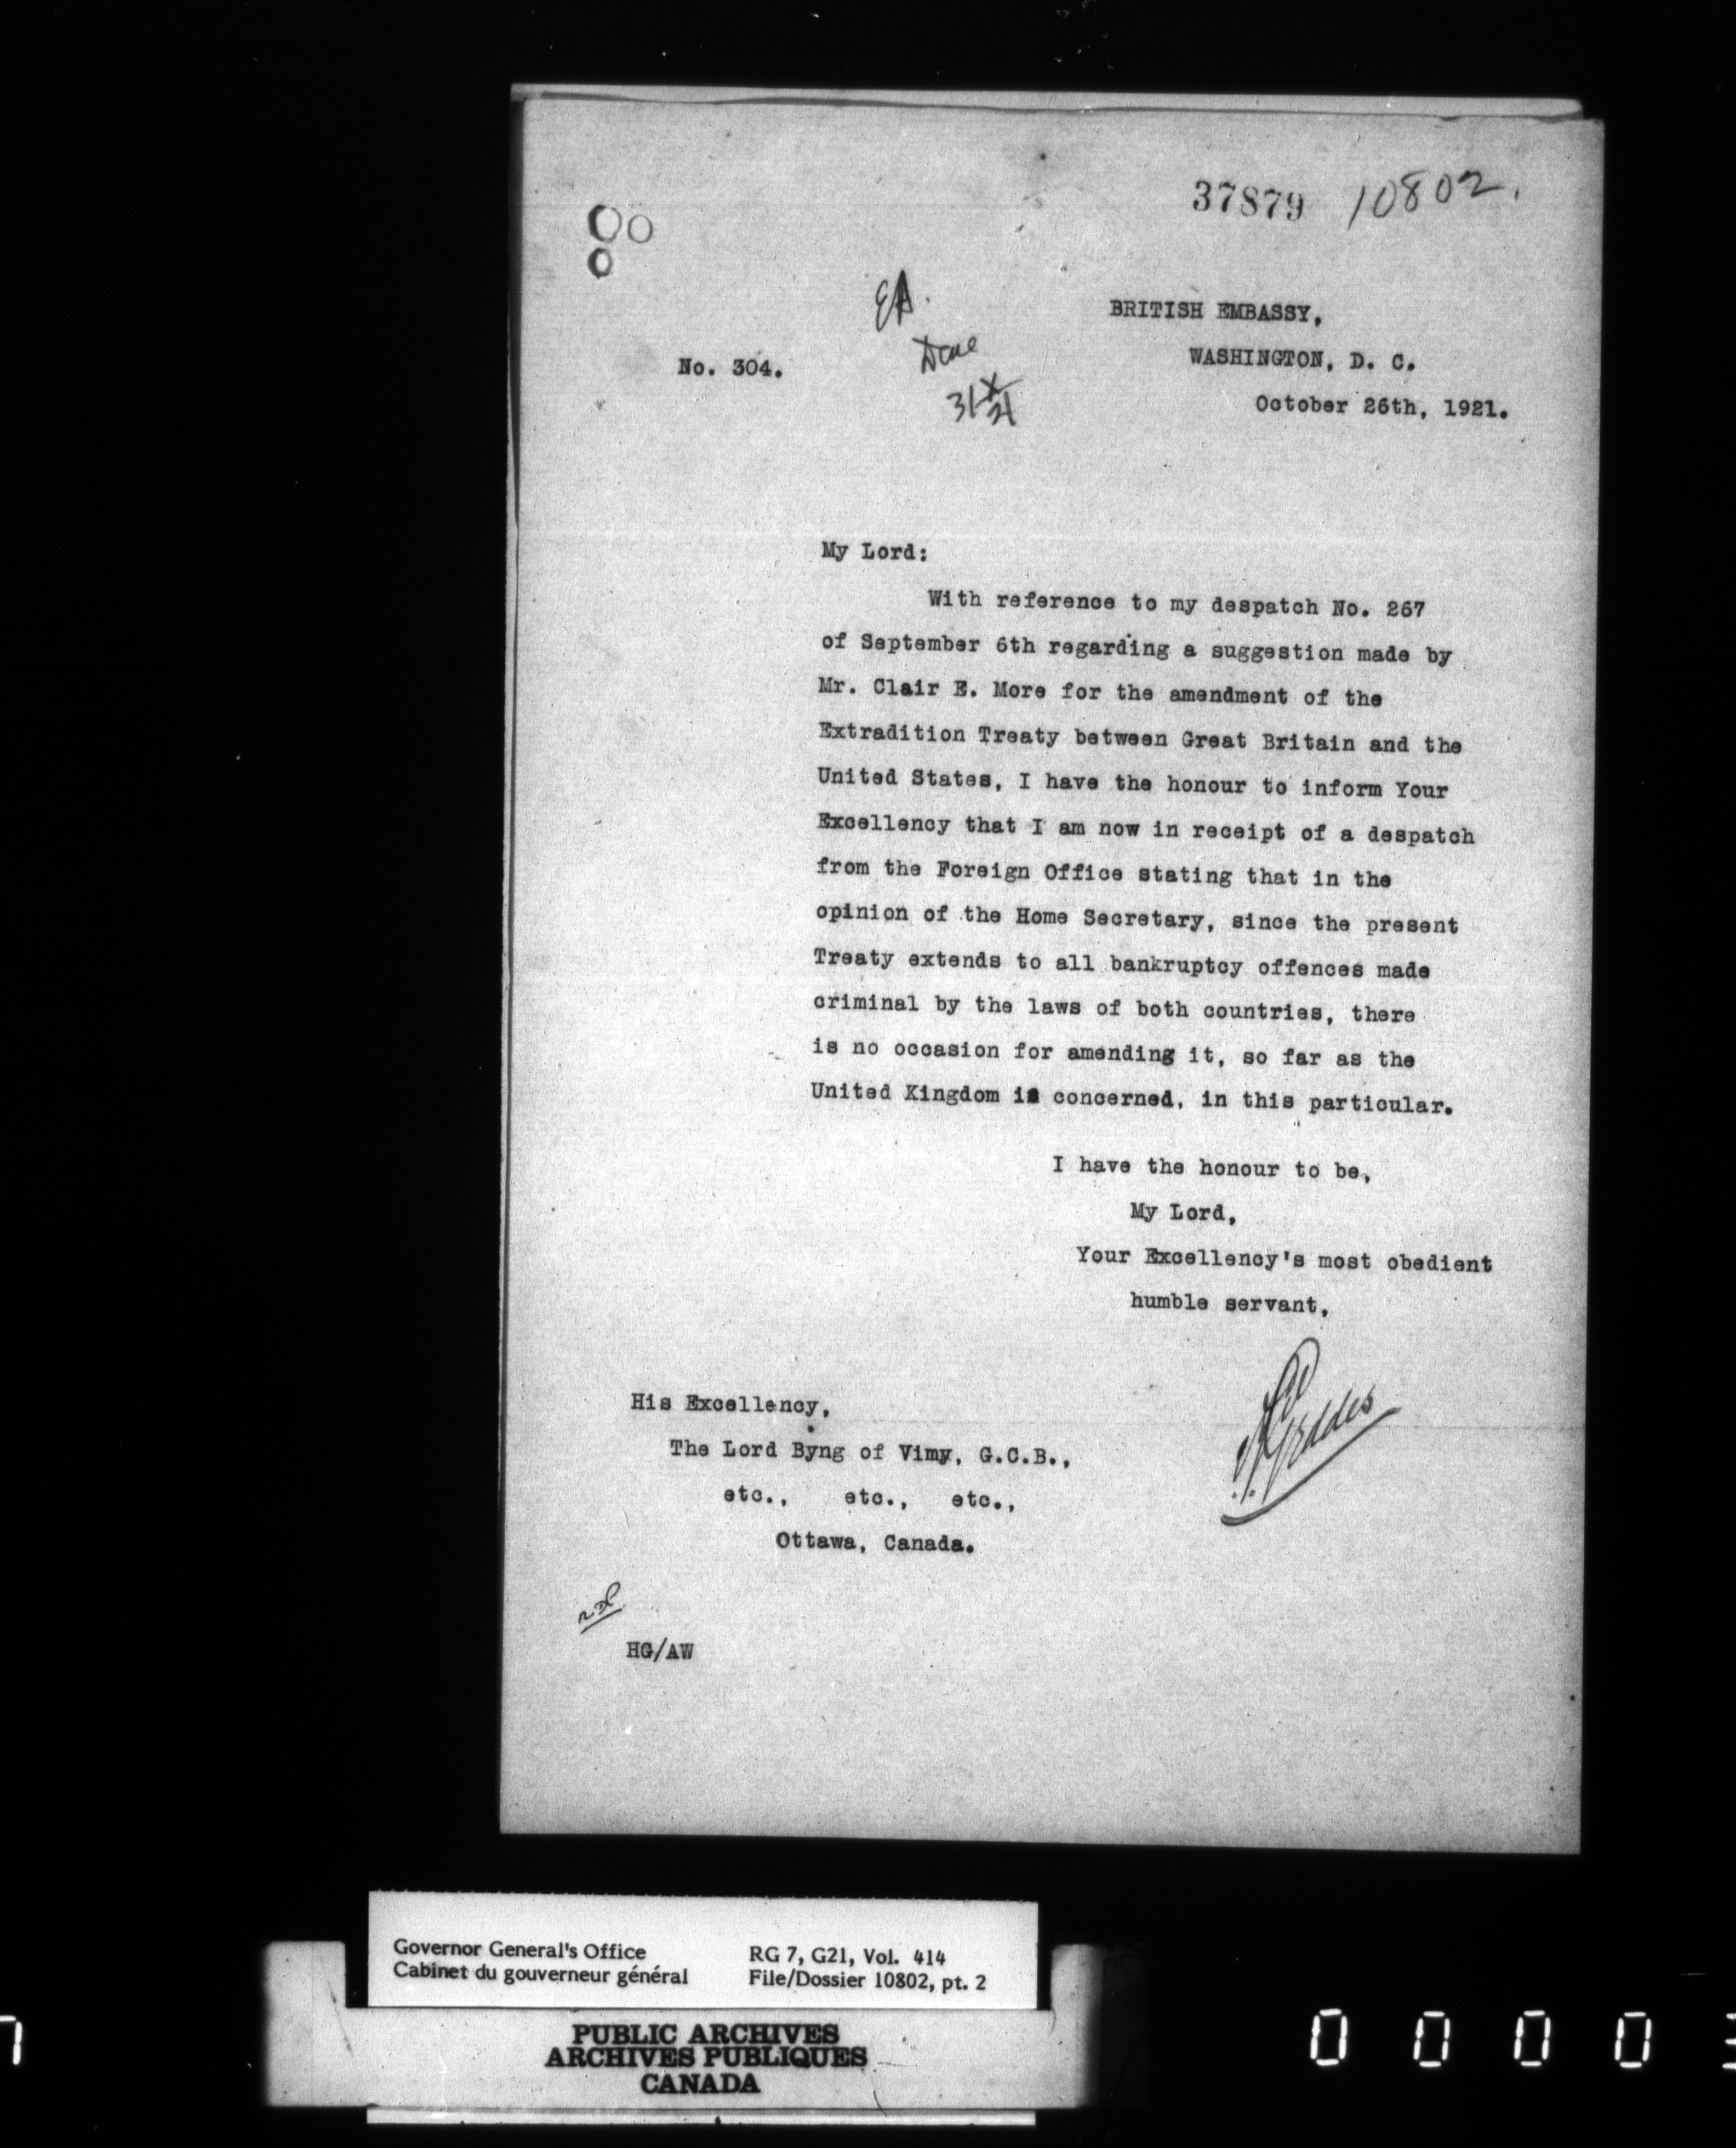 37879 10802.
BRITISH EMBASSY,
No. 304.
WASHINGTON, D. C.
October 26th, 1921.
Done
31/X/21
My Lord:
With reference to my despatch No. 267
of September 6th regarding a suggestion made by
Mr. Clair E. More for the amendment of the
Extradition Treaty between Great Britain and the
United States, I have the honour to inform Your
Excellency that I am now in receipt of a despatch
from the Foreign Office stating that in the
opinion of the Home Secretary, since the present
Treaty extends to all bankruptcy offences made
criminal by the laws of both countries, there
is no occasion for amending it, so far as the
United Kingdom is concerned, in this particular.
I have the honour to be,
My Lord,
Your Excellency's most obedient
humble servant,
A Geddes
His Excellency,
The Lord Byng of Vimy, G.C.B.,
etc., etc., etc.,
Ottawa, Canada.
HG/AW
Governor General's Office
Cabinet du gouverneur général
RG 7, G21, Vol. 414
File/Dossier 10802, pt. 2
PUBLIC ARCHIVES
ARCHIVES PUBLIQUES
CANADA
0 0 0 0